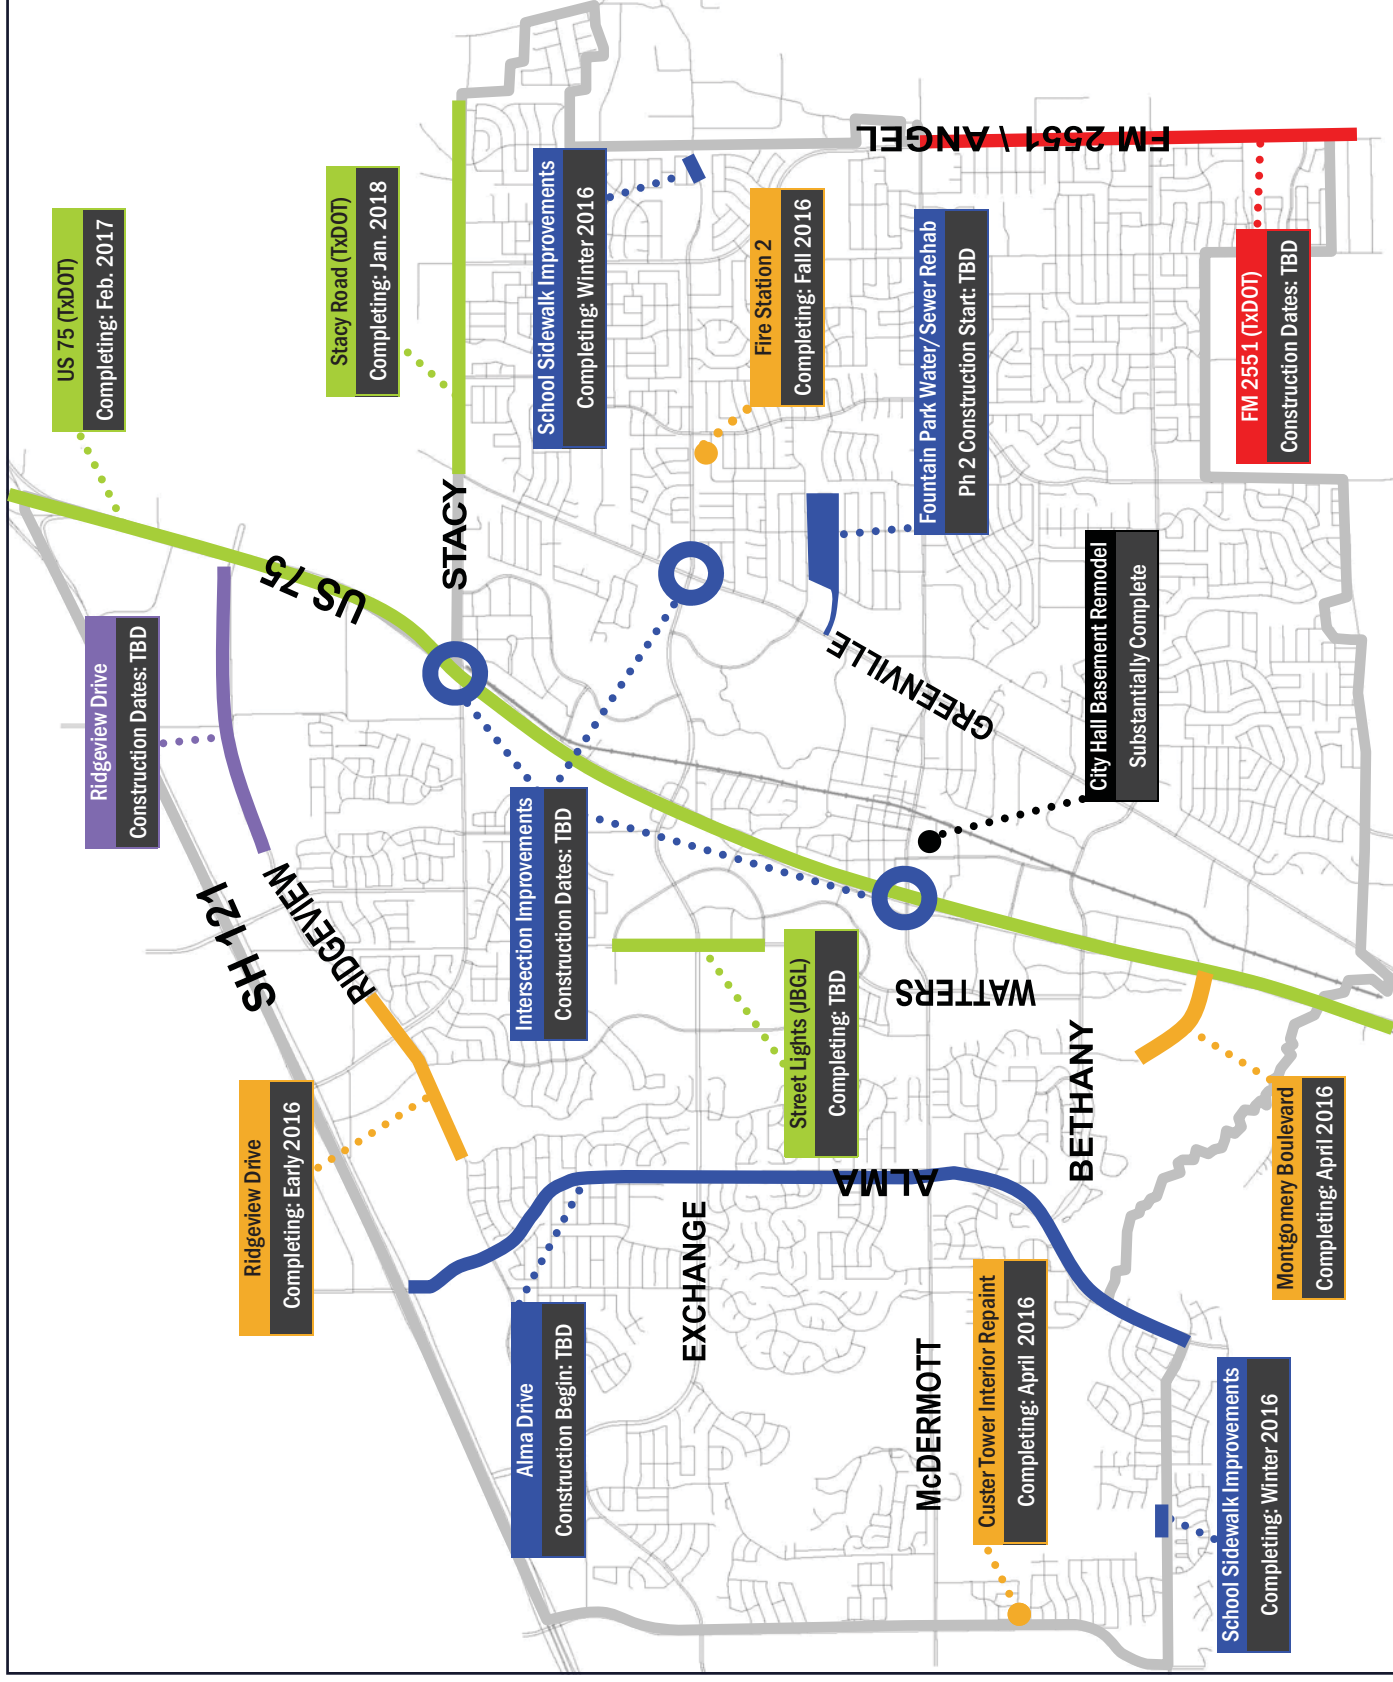 US 75 (TxDOT)
Completing: Feb. 2017
Stacy Road (TxDOT)
Completing: Jan. 2018
School Sidewalk Improvements
Completing: Winter 2016
Fire Station 2
Completing: Fall 2016
Fountain Park Water/Sewer Rehab
Ph 2 Construction Start: TBD
FM 2551 (TxDOT)
Construction Dates: TBD
FM 2551 \ ANGEL
STACY
US 75
Ridgeview Drive
Construction Dates: TBD
SH 121
RIDGEVIEW
GREENVILLE
City Hall Basement Remodel
Substantially Complete
Intersection Improvements
Construction Dates: TBD
Street Lights (JBGL)
Completing: TBD
WATTERS
BETHANY
Ridgeview Drive
Completing: Early 2016
ALMA
EXCHANGE
Montgomery Boulevard
Completing: April 2016
Alma Drive
Construction Begin: TBD
McDERMOTT
Custer Tower Interior Repaint
Completing: April 2016
School Sidewalk Improvements
Completing: Winter 2016